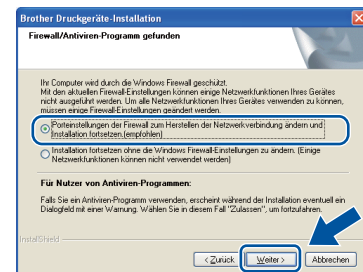 Brother Druckgeräte-Installation
Firewall/Antiviren-Programm gefunden
Ihr Computer wird durch die Windows Firewall geschützt.
Mit den aktuellen Firewall-Einstellungen können einige Netzwerkfunktionen Ihres Gerätes
nicht ausgeführt werden. Um alle Netzwerkfunktionen Ihres Gerätes verwenden zu können,
müssen einige Firewall-Einstellungen geändert werden.
Porteinstellungen der Firewall zum Herstellen der Netzwerkverbindung ändern und
Installation fortsetzen.(empfohlen)
Installation fortsetzen ohne die Windows Firewall-Einstellungen zu ändern. (Einige
Netzwerkfunktionen können nicht verwendet werden)
Für Nutzer von Antiviren-Programmen:
Falls Sie ein Antiviren-Programm verwenden, erscheint während der Installation eventuell ein
Dialogfeld mit einer Warnung. Wählen Sie in diesem Fall "Zulassen", um fortzufahren.
InstallShield
< Zurück
Weiter >
Abbrechen